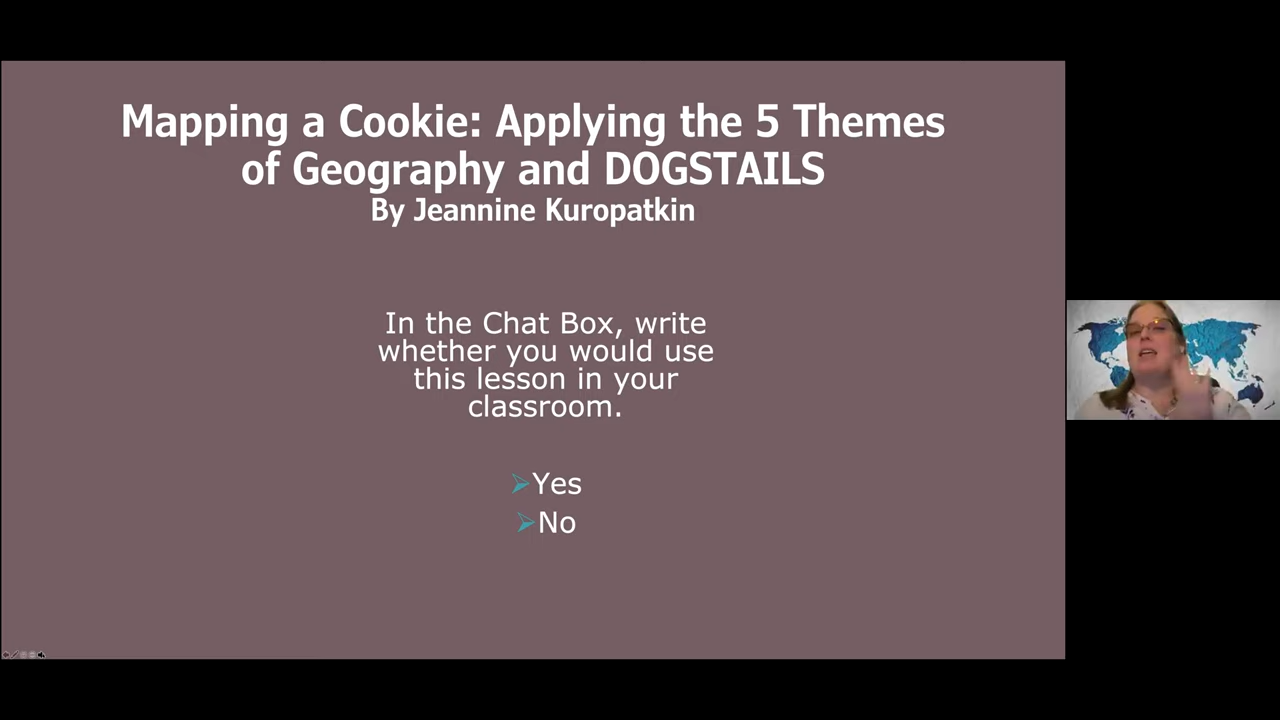 Mapping a Cookie: Applying the 5 Themes
of Geography and DOGSTAILS
By Jeannine Kuropatkin
In the Chat Box, write
whether you would use
this lesson in your
classroom.
Yes
No